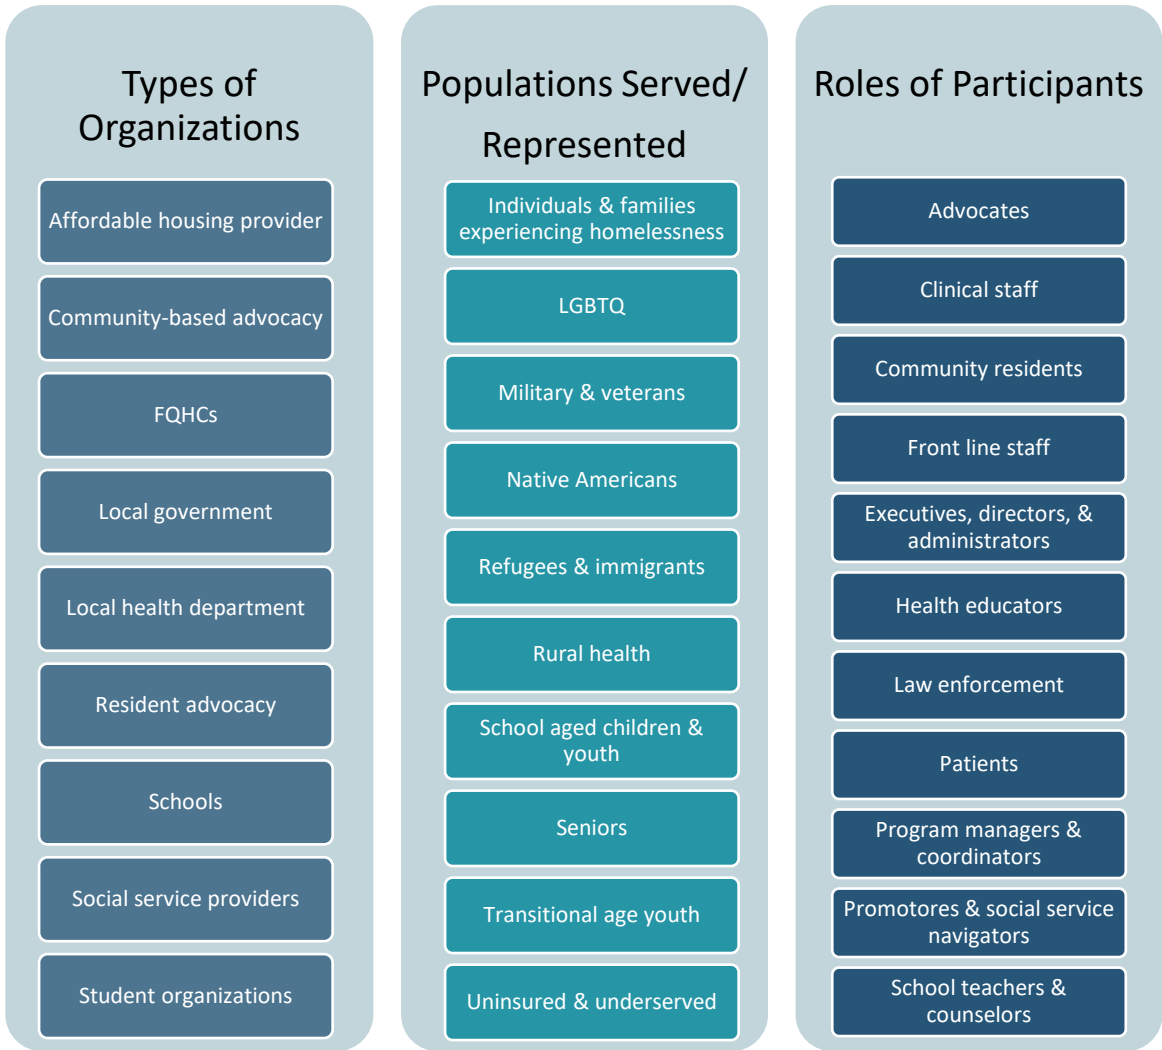 Types of
Organizations
Affordable housing provider
Community-based advocacy
FQHCs
Local government
Local health department
Resident advocacy
Schools
Social service providers
Student organizations
Populations Served/
Represented
Individuals & families
experiencing homelessness
LGBTQ
Military & veterans
Native Americans
Refugees & immigrants
Rural health
School aged children &
youth
Seniors
Transitional age youth
Uninsured & underserved
Roles of Participants
Advocates
Clinical staff
Community residents
Front line staff
Executives, directors, &
administrators
Health educators
Law enforcement
Patients
Program managers &
coordinators
Promotores & social service
navigators
School teachers &
counselors